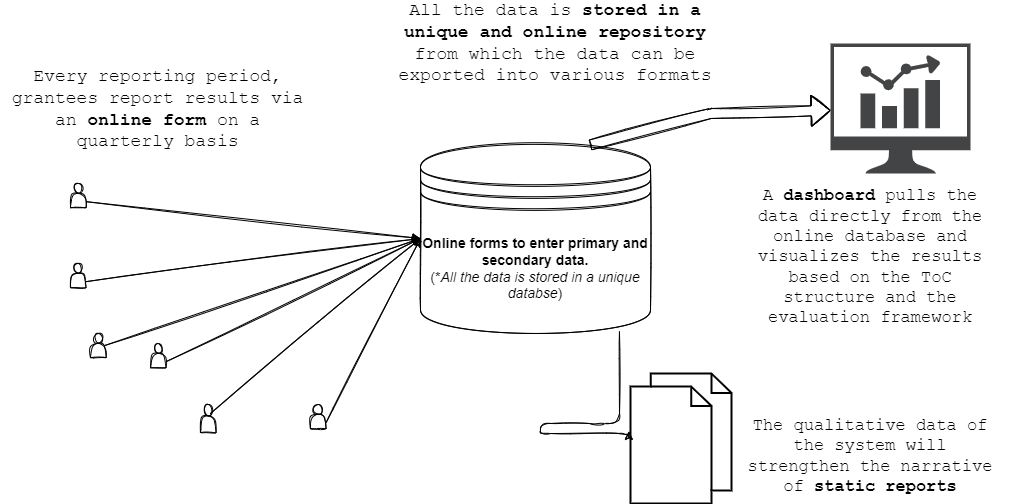 All the data is stored in a
unique and online repository
from which the data can be
exported into various formats
Every reporting period,
grantees report results via
an online form on a
quarterly basis
Online forms to enter primary and
secondary data.
(*All the data is stored in a unique
databse)
A dashboard pulls the
data directly from the
online database and
visualizes the results
based on the ToC
structure and the
evaluation framework
The qualitative data of
the system will
strengthen the narrative
of static reports